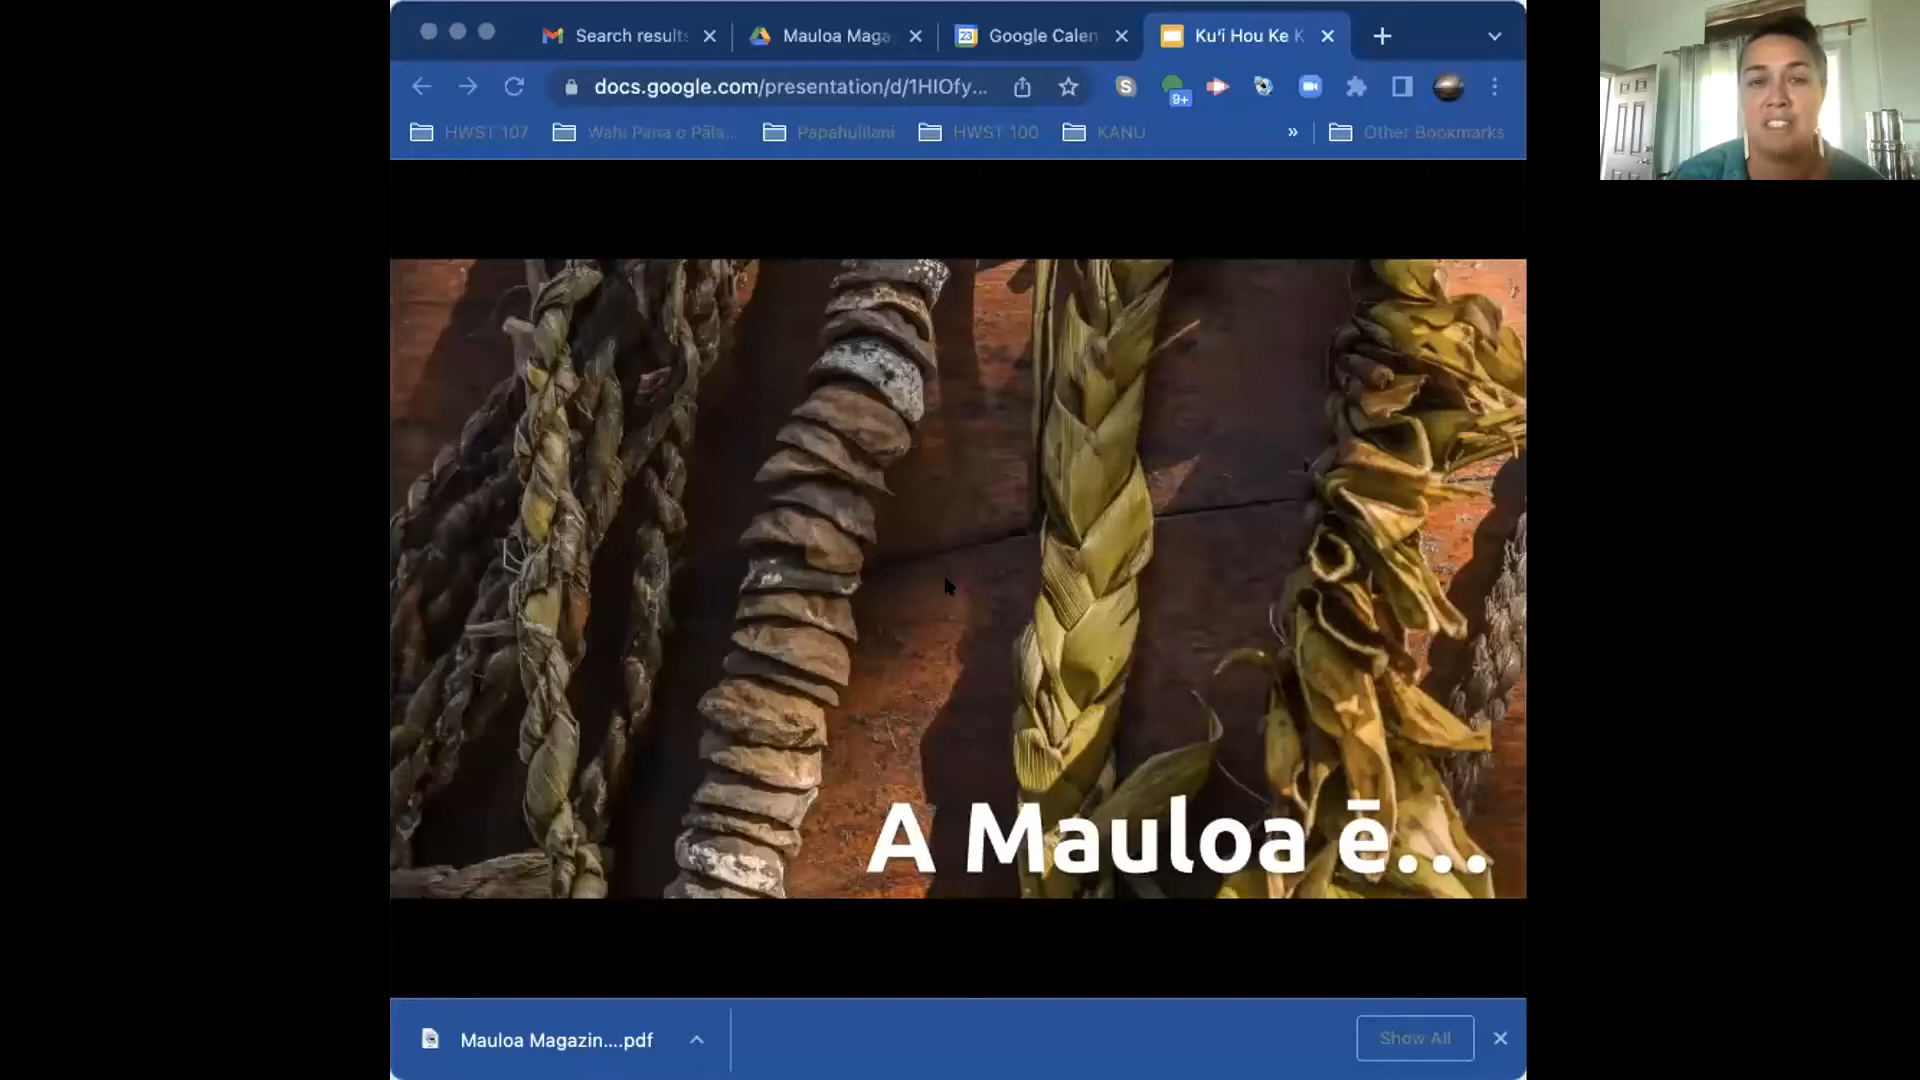 Search results
Mauloa Maga
Google Calen
Kuʻi Hou Ke K
docs.google.com/presentation/d/1HIOfy...
9+
HWST 107
Wahi Pana o Pāla...
Papahulilani
HWST 100
KANU
»
Other Bookmarks
A Mauloa ē...
Mauloa Magazin....pdf
Show All